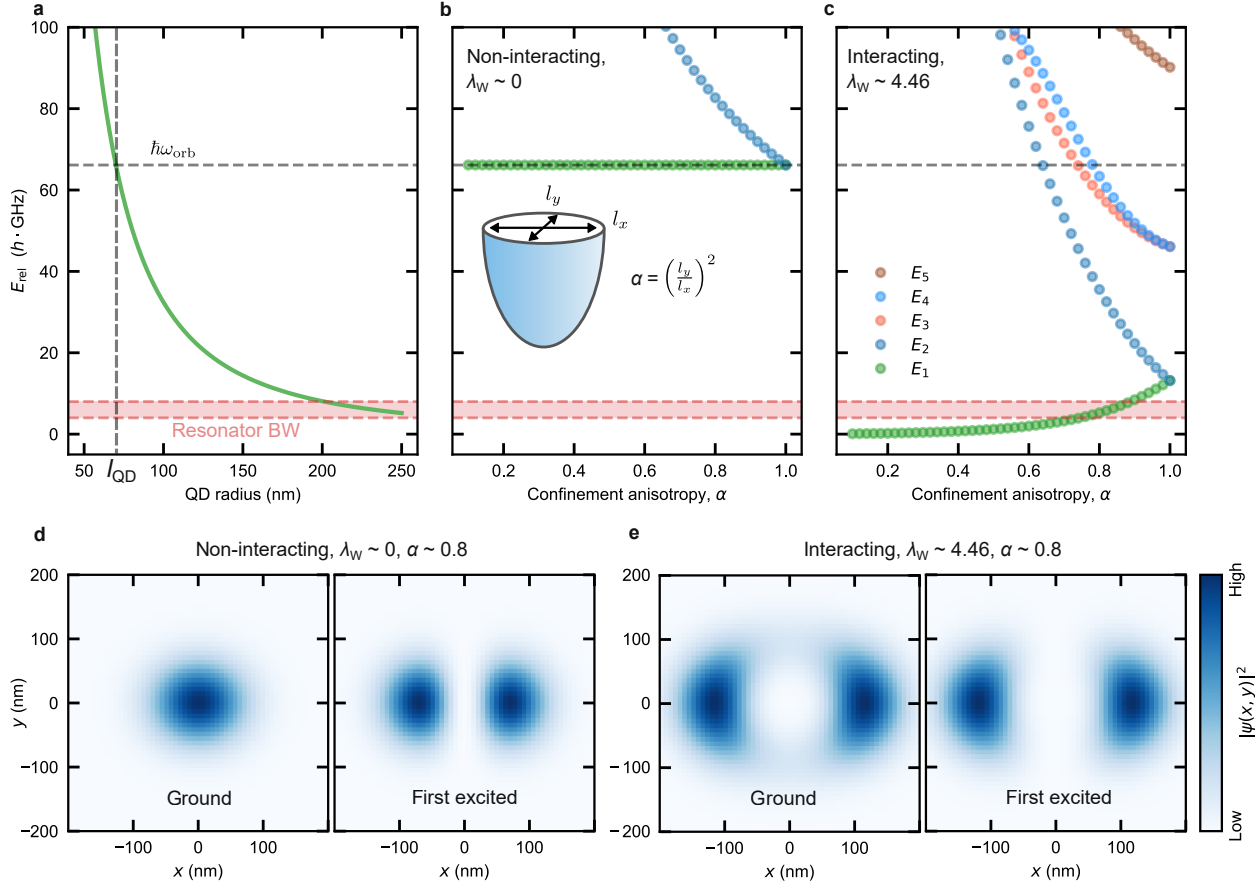 a
100
80
60
40
20
0
E_rel (h · GHz)
ħω_orb
Resonator BW
50
100
150
200
250
l_QD
QD radius (nm)
b
Non-interacting,
λ_W ~ 0
l_y
l_x
α = (l_y/l_x)^2
0.2
0.4
0.6
0.8
1.0
Confinement anisotropy, α
c
Interacting,
λ_W ~ 4.46
E_5
E_4
E_3
E_2
E_1
0.2
0.4
0.6
0.8
1.0
Confinement anisotropy, α
d
Non-interacting, λ_W ~ 0, α ~ 0.8
200
100
0
−100
−200
y (nm)
Ground
−100
0
100
x (nm)
First excited
−100
0
100
x (nm)
e
Interacting, λ_W ~ 4.46, α ~ 0.8
Ground
−100
0
100
x (nm)
First excited
−100
0
100
x (nm)
High
Low
|ψ(x, y)|^2